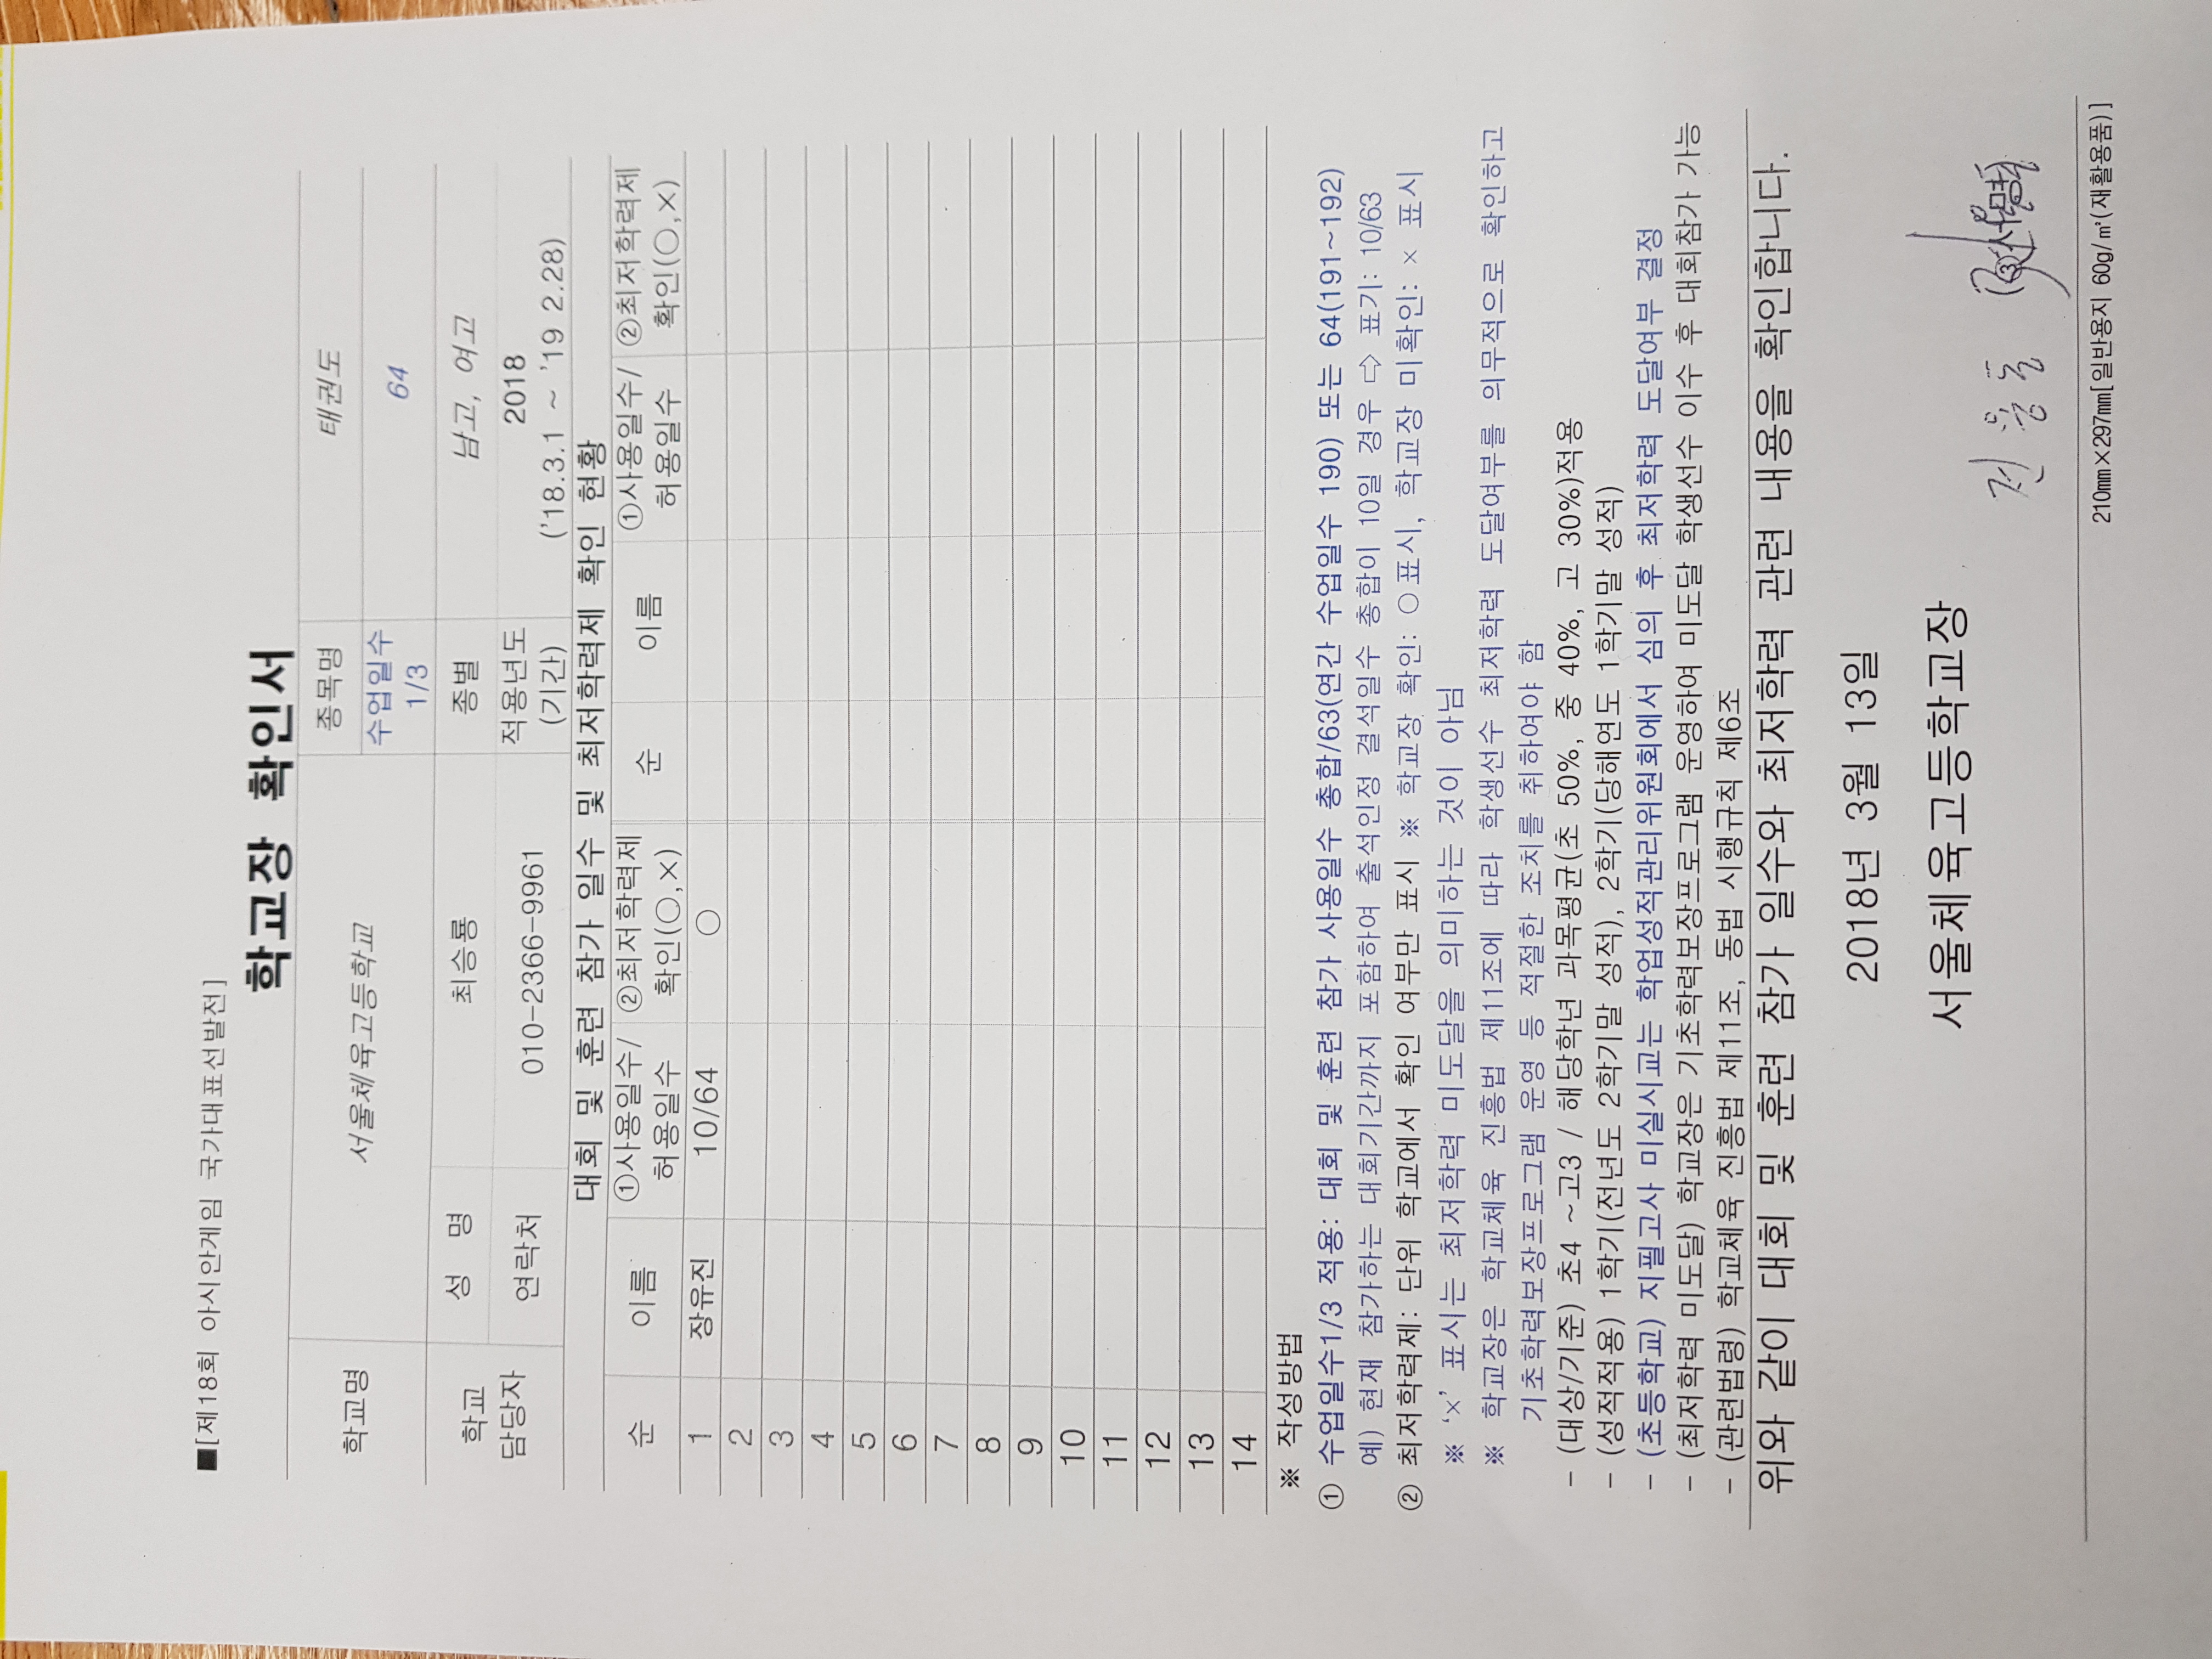 ■[제18회 아시안게임 국가대표선발전]
학교장 확인서
학교명 서울체육고등학교 종목명 태권도
수업일수 1/3 64
학교 담당자 성 명 최승룡 종별 남고, 여고
연락처 010-2366-9961 적용년도 (기간) 2018 ('18.3.1 ~ '19 2.28)
대회 및 훈련 참가 일수 및 최저학력제 확인 현황
순 이름 ①사용일수/ 허용일수 ②최저학력제 확인(○,×) 순 이름 ①사용일수/ 허용일수 ②최저학력제 확인(○,×)
1 장유진 10/64 ○
2
3
4
5
6
7
8
9
10
11
12
13
14
※ 작성방법
① 수업일수1/3 적용: 대회 및 훈련 참가 사용일수 총합/63(연간 수업일수 190) 또는 64(191~192)
예) 현재 참가하는 대회기간까지 포함하여 출석인정 결석일수 총합이 10일 경우 ⇨ 표기: 10/63
② 최저학력제: 단위 학교에서 확인 여부만 표시 ※ 학교장 확인: ○표시, 학교장 미확인: × 표시
※ '×' 표시는 최저학력 미도달을 의미하는 것이 아님
※ 학교장은 학교체육 진흥법 제11조에 따라 학생선수 최저학력 도달여부를 의무적으로 확인하고
기초학력보장프로그램 운영 등 적절한 조치를 취하여야 함
- (대상/기준) 초4 ~고3 / 해당학년 과목평균(초 50%, 중 40%, 고 30%)적용
- (성적적용) 1학기(전년도 2학기말 성적), 2학기(당해연도 1학기말 성적)
- (초등학교) 지필고사 미실시교는 학업성적관리위원회에서 심의 후 최저학력 도달여부 결정
- (최저학력 미도달) 학교장은 기초학력보장프로그램 운영하여 미도달 학생선수 이수 후 대회참가 가능
- (관련법령) 학교체육 진흥법 제11조, 동법 시행규칙 제6조
위와 같이 대회 및 훈련 참가 일수와 최저학력 관련 내용을 확인합니다.
2018년 3월 13일
서울체육고등학교장
210㎜×297㎜[일반용지 60g/㎡(재활용품)]